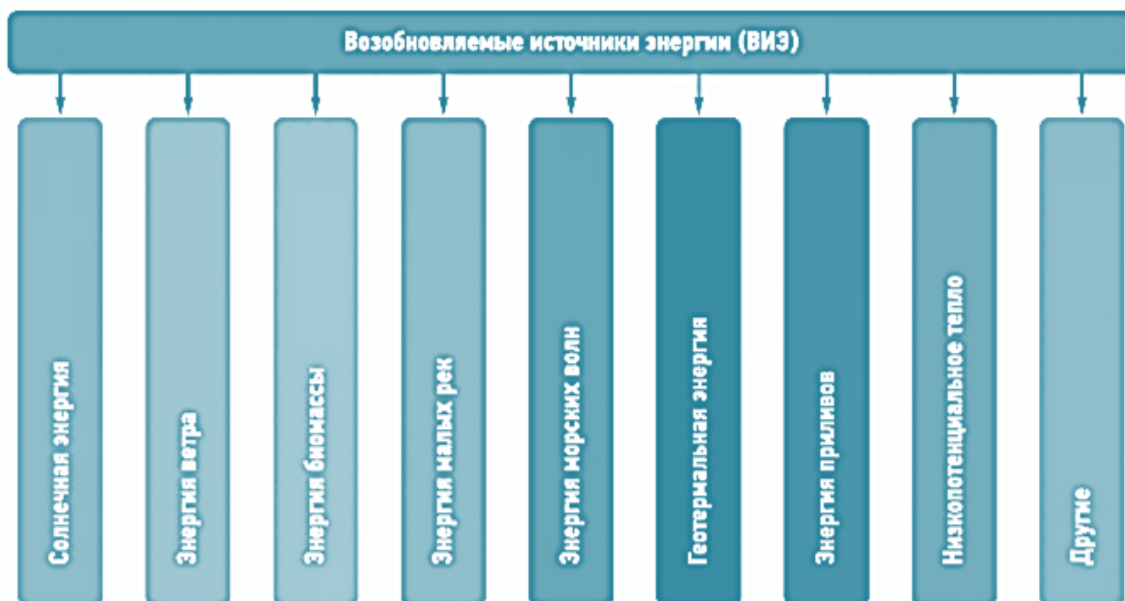 Возобновляемые источники энергии (ВИЭ)
Солнечная энергия
Энергия ветра
Энергия биомассы
Энергия малых рек
Энергия морских волн
Геотермальная энергия
Энергия приливов
Низкопотенциальное тепло
Другие